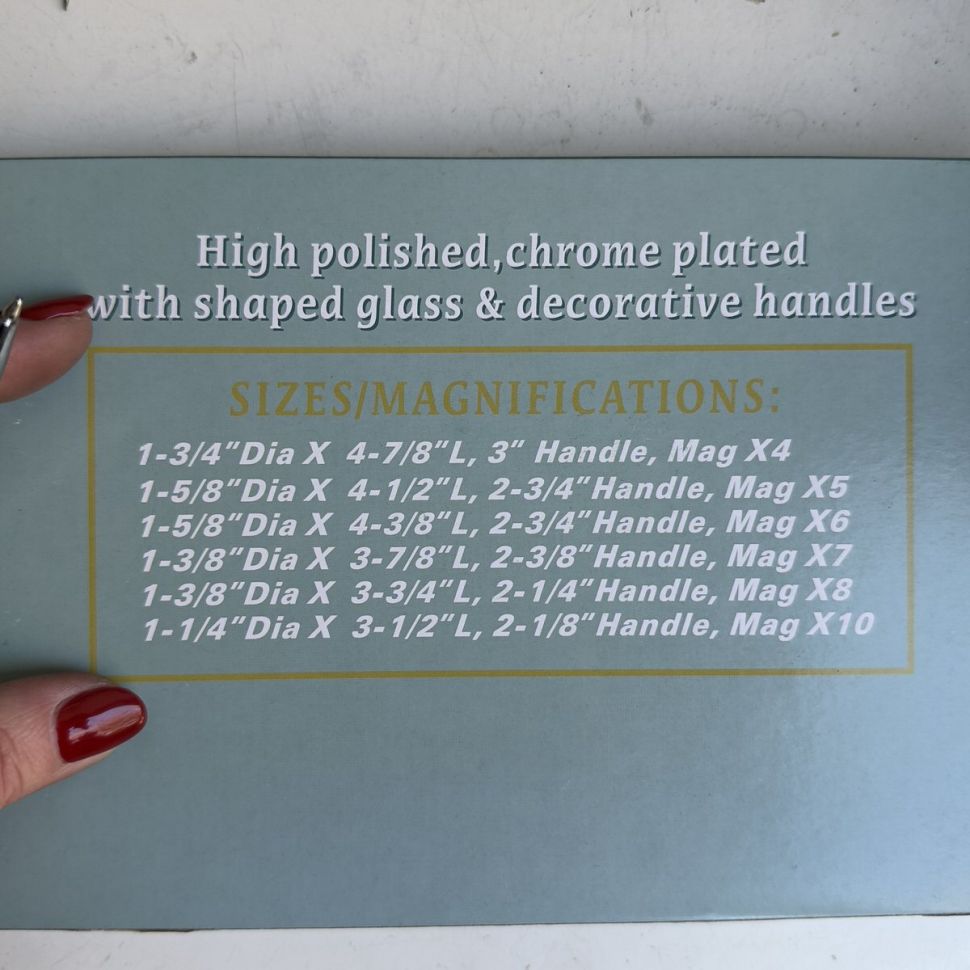 High polished,chrome plated
with shaped glass & decorative handles
SIZES/MAGNIFICATIONS:
1-3/4"Dia X 4-7/8"L, 3" Handle, Mag X4
1-5/8"Dia X 4-1/2"L, 2-3/4"Handle, Mag X5
1-5/8"Dia X 4-3/8"L, 2-3/4"Handle, Mag X6
1-3/8"Dia X 3-7/8"L, 2-3/8"Handle, Mag X7
1-3/8"Dia X 3-3/4"L, 2-1/4"Handle, Mag X8
1-1/4"Dia X 3-1/2"L, 2-1/8"Handle, Mag X10